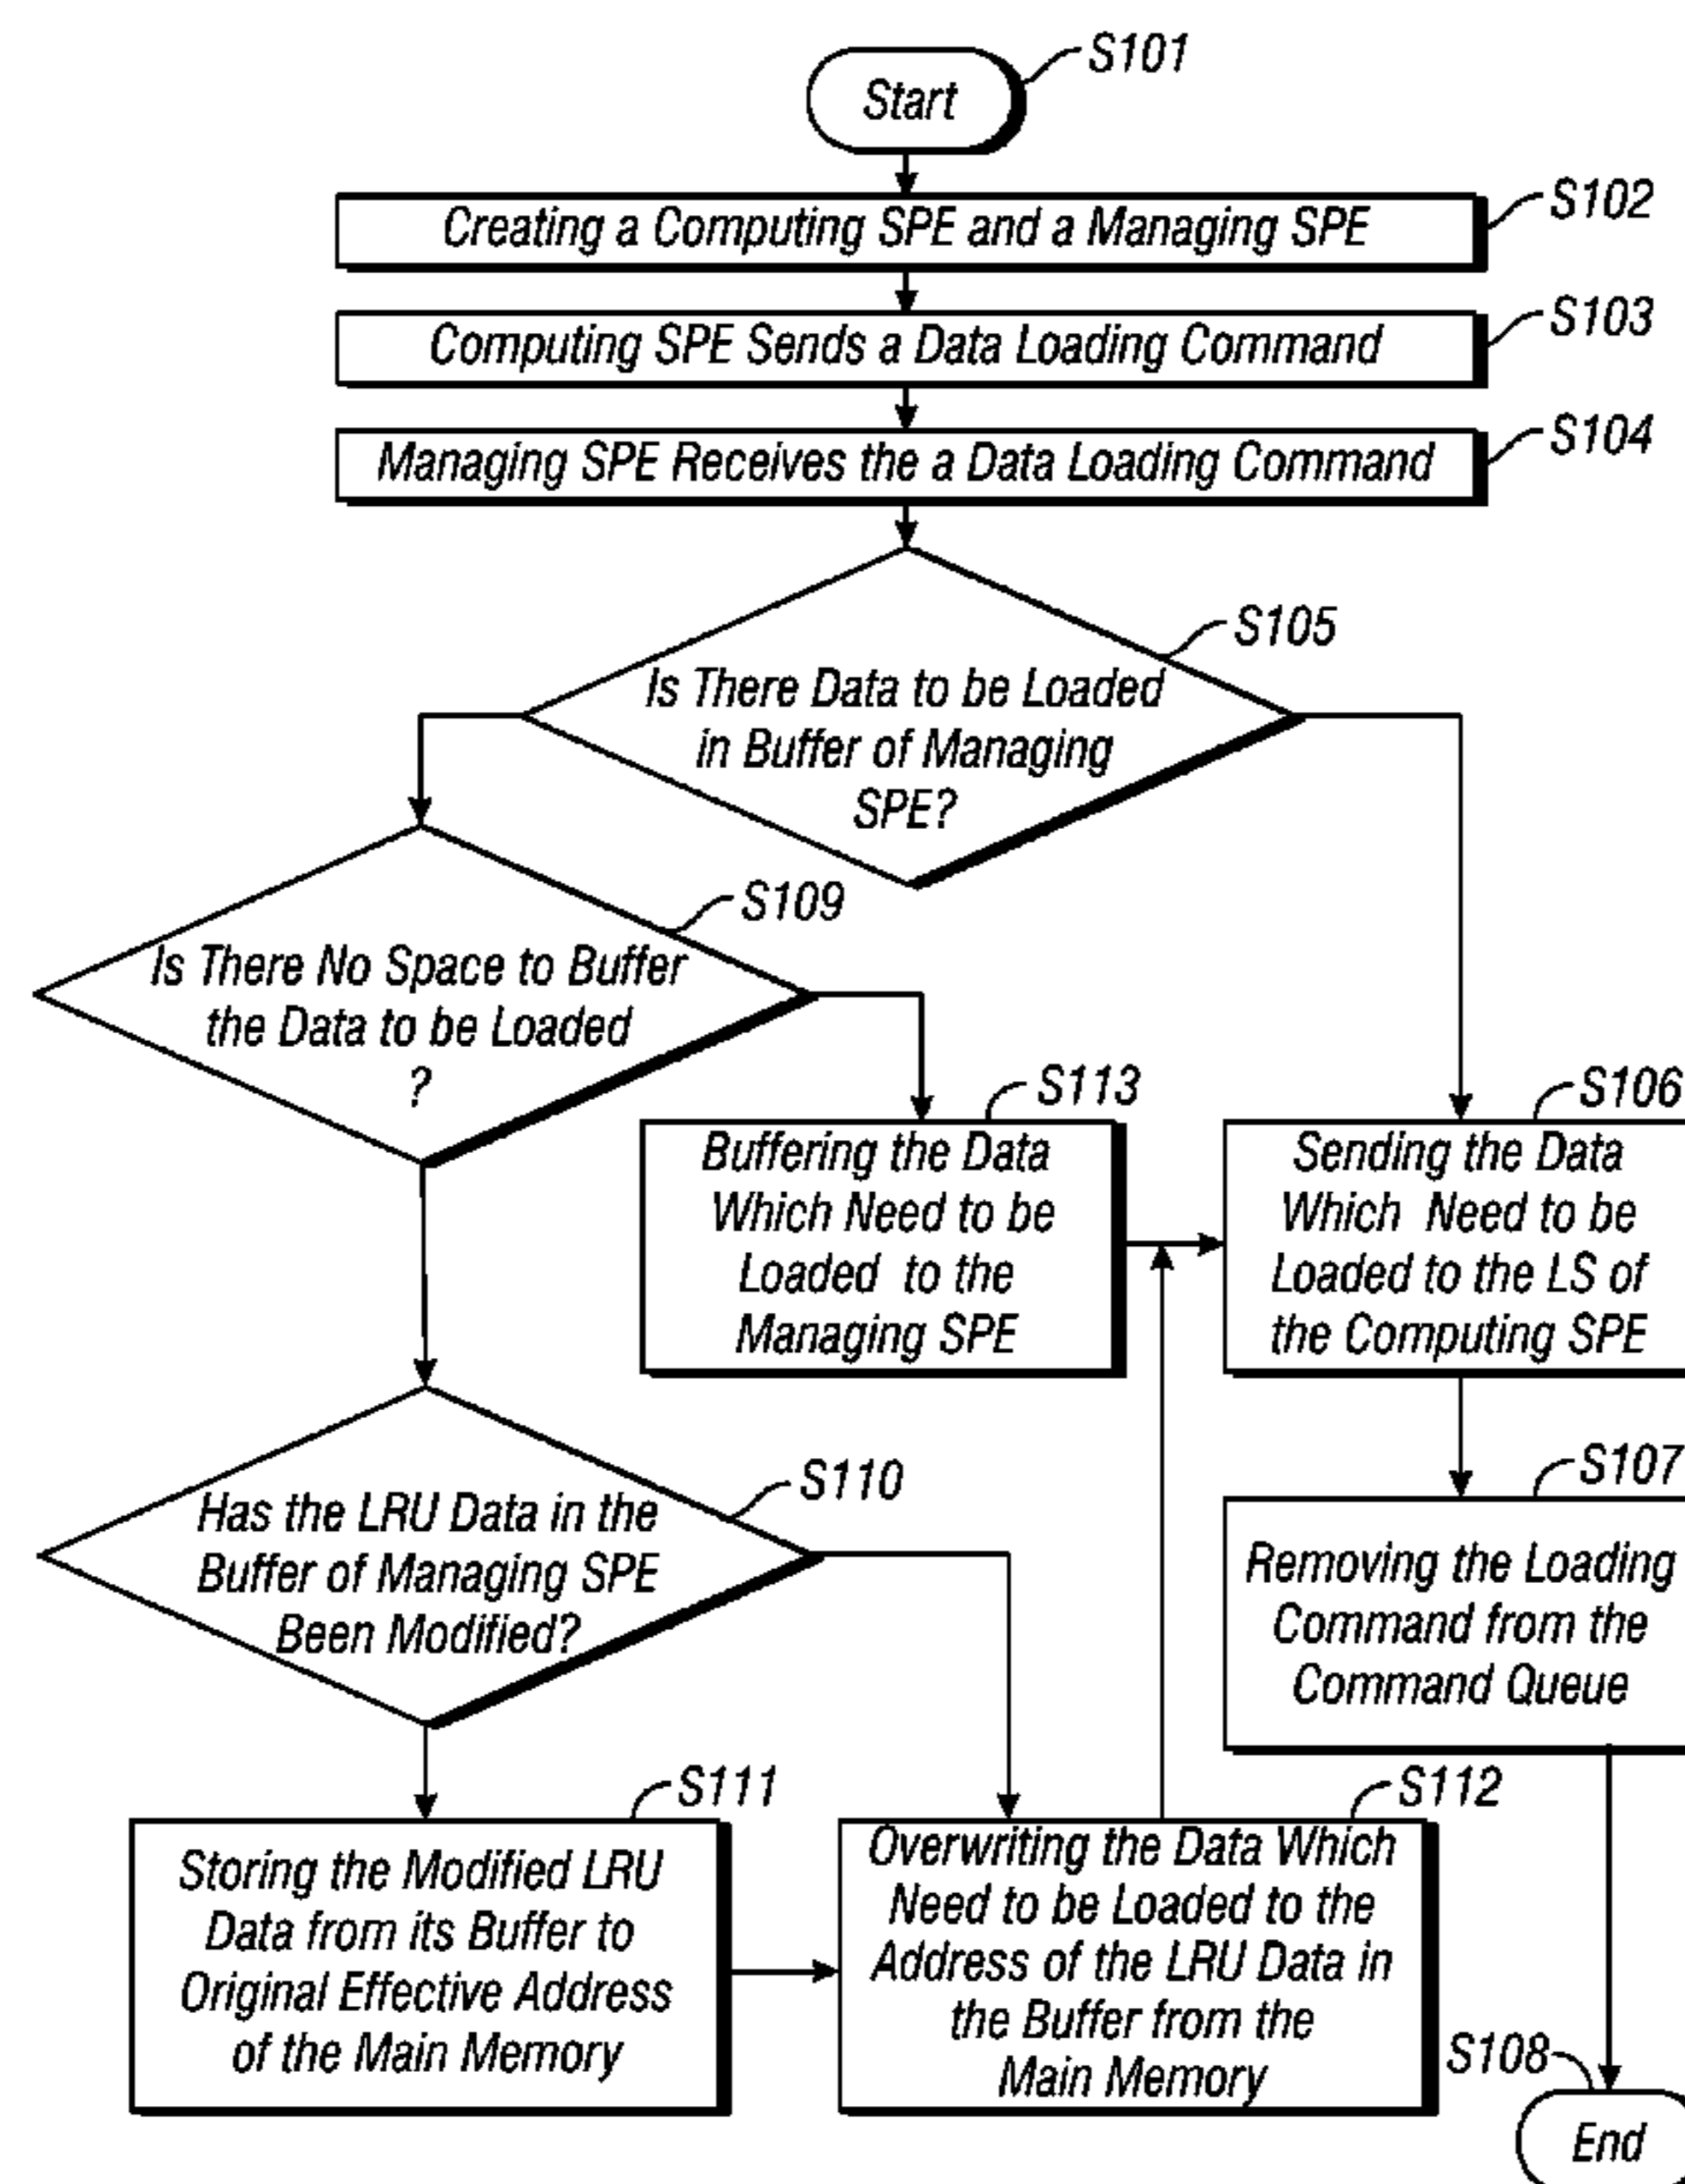 S101
Start
S102
Creating a Computing SPE and a Managing SPE
S103
Computing SPE Sends a Data Loading Command
S104
Managing SPE Receives the a Data Loading Command
S105
Is There Data to be Loaded
in Buffer of Managing
SPE?
S109
Is There No Space to Buffer
the Data to be Loaded
?
S113
Buffering the Data
Which Need to be
Loaded to the
Managing SPE
S106
Sending the Data
Which Need to be
Loaded to the LS of
the Computing SPE
S110
Has the LRU Data in the
Buffer of Managing SPE
Been Modified?
S107
Removing the Loading
Command from the
Command Queue
S111
Storing the Modified LRU
Data from its Buffer to
Original Effective Address
of the Main Memory
S112
Overwriting the Data Which
Need to be Loaded to the
Address of the LRU Data in
the Buffer from the
Main Memory
S108
End